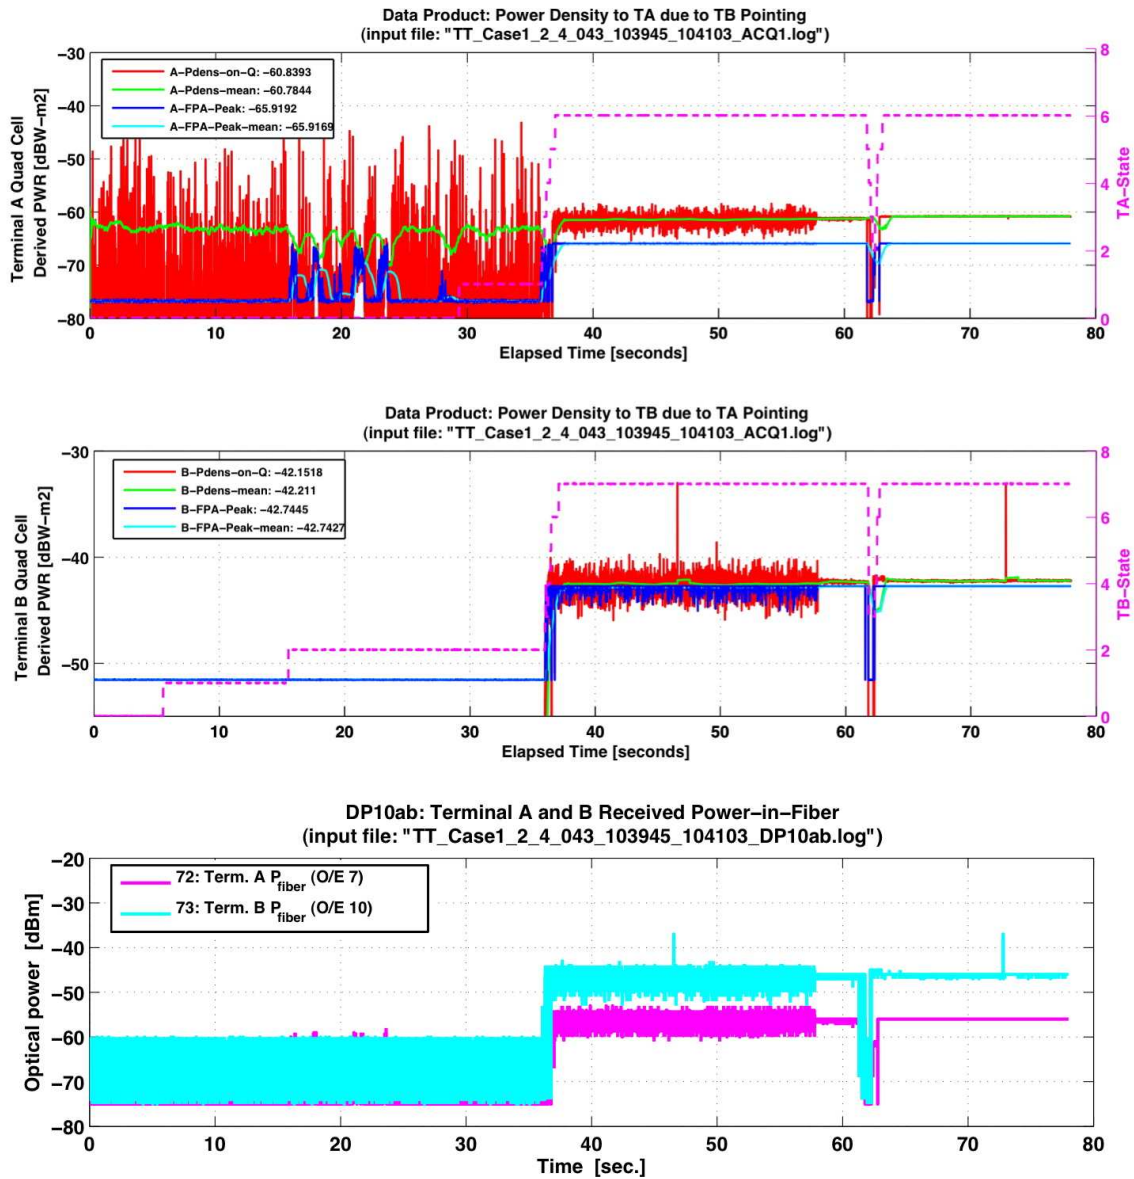 Data Product: Power Density to TA due to TB Pointing
(input file: "TT_Case1_2_4_043_103945_104103_ACQ1.log")
Terminal A Quad Cell
Derived PWR [dBW−m2]
−30
−40
−50
−60
−70
−80
A−Pdens−on−Q: −60.8393
A−Pdens−mean: −60.7844
A−FPA−Peak: −65.9192
A−FPA−Peak−mean: −65.9169
8
6
4
2
0
TA−State
0 10 20 30 40 50 60 70 80
Elapsed Time [seconds]
Data Product: Power Density to TB due to TA Pointing
(input file: "TT_Case1_2_4_043_103945_104103_ACQ1.log")
Terminal B Quad Cell
Derived PWR [dBW−m2]
−30
−40
−50
B−Pdens−on−Q: −42.1518
B−Pdens−mean: −42.211
B−FPA−Peak: −42.7445
B−FPA−Peak−mean: −42.7427
8
6
4
2
0
TB−State
0 10 20 30 40 50 60 70 80
Elapsed Time [seconds]
DP10ab: Terminal A and B Received Power−in−Fiber
(input file: "TT_Case1_2_4_043_103945_104103_DP10ab.log")
Optical power [dBm]
−20
−30
−40
−50
−60
−70
−80
72: Term. A P_fiber (O/E 7)
73: Term. B P_fiber (O/E 10)
0 10 20 30 40 50 60 70 80
Time [sec.]